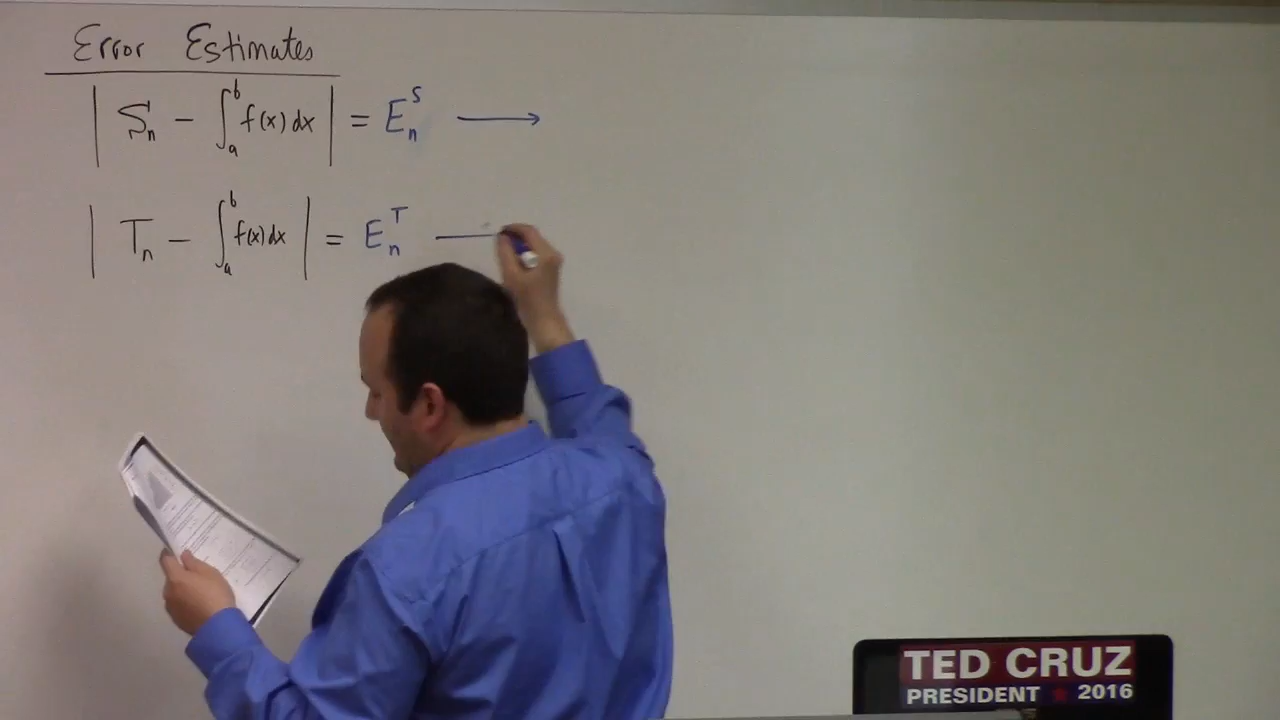 Error Estimates
| Sₙ − ∫ₐᵇ f(x) dx | = Eₙˢ ⟶
| Tₙ − ∫ₐᵇ f(x) dx | = Eₙᵀ —
TED CRUZ
PRESIDENT ★ 2016